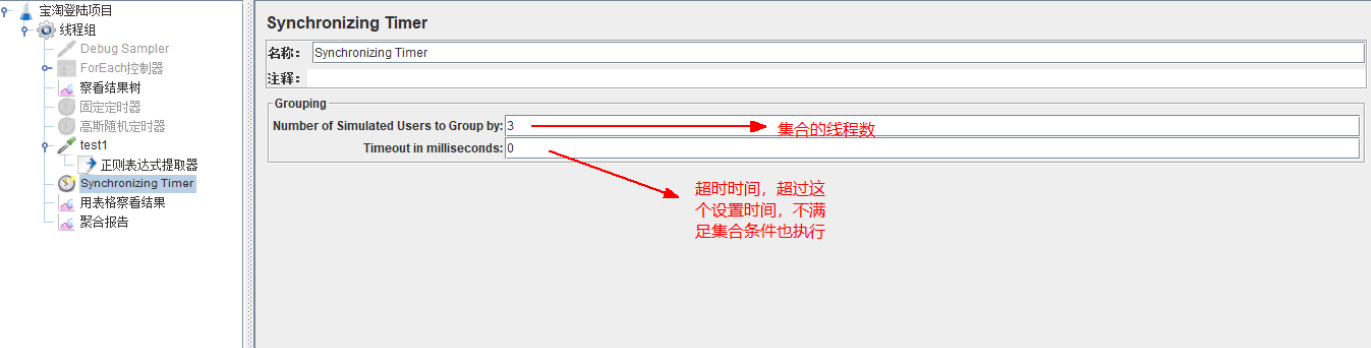 宝淘登陆项目
线程组
Debug Sampler
ForEach控制器
察看结果树
固定定时器
高斯随机定时器
test1
正则表达式提取器
Synchronizing Timer
用表格察看结果
聚合报告
Synchronizing Timer
名称： Synchronizing Timer
注释：
Grouping
Number of Simulated Users to Group by: 3
集合的线程数
Timeout in milliseconds: 0
超时时间，超过这
个设置时间，不满
足集合条件也执行